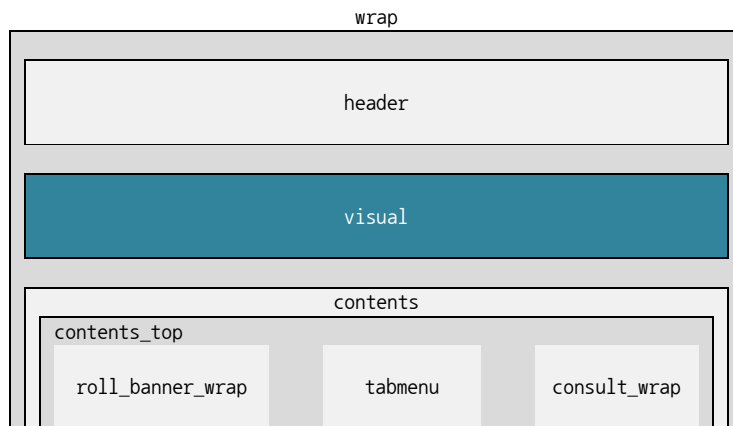 wrap
header
visual
contents
contents_top
roll_banner_wrap tabmenu consult_wrap